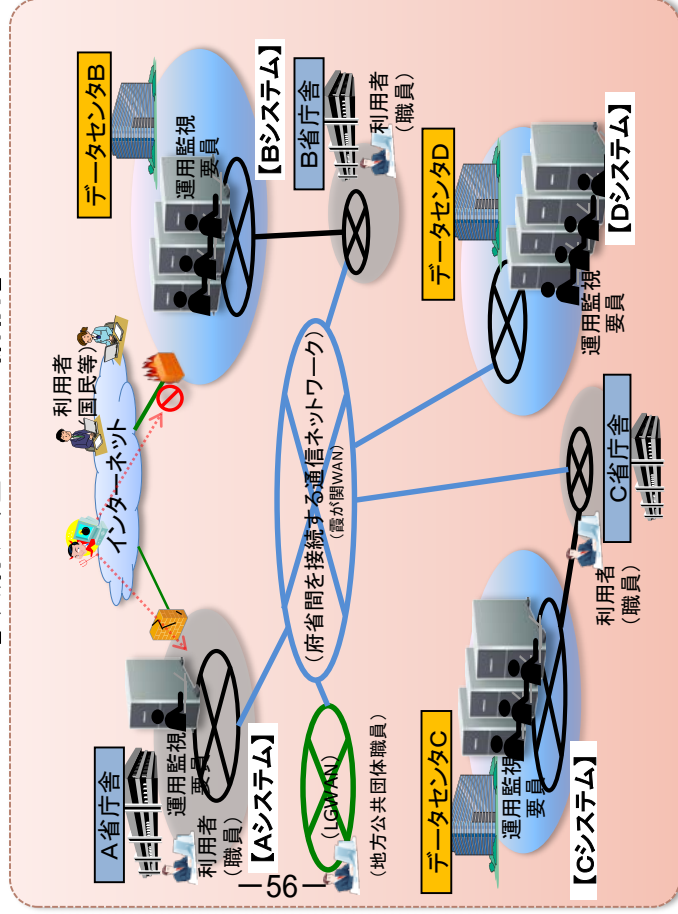 A省庁舎
運用監視
要員
利用者
（職員）
【Aシステム】
利用者
（国民等）
インターネット
データセンタB
運用監視
要員
【Bシステム】
B省庁舎
利用者
（職員）
（府省間を接続する通信ネットワーク）
（霞が関WAN）
（LGWAN）
（地方公共団体職員）
データセンタC
運用監視
要員
【Cシステム】
利用者
（職員）
C省庁舎
データセンタD
運用監視
要員
【Dシステム】
－56－